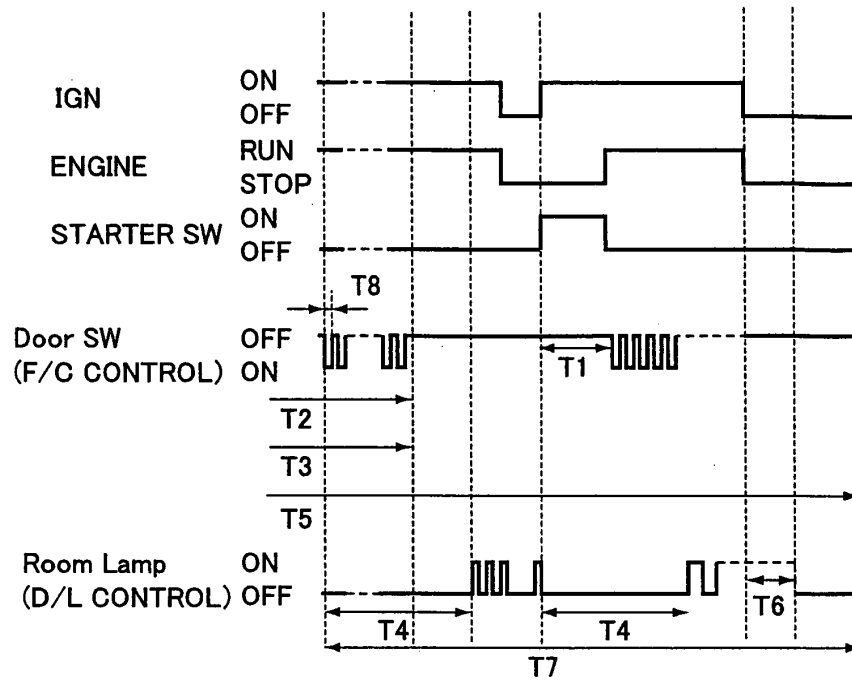 IGN ON
OFF
ENGINE RUN
STOP
STARTER SW ON
OFF
T8
Door SW OFF
(F/C CONTROL) ON
T1
T2
T3
T5
Room Lamp ON
(D/L CONTROL) OFF
T4 T4 T6
T7